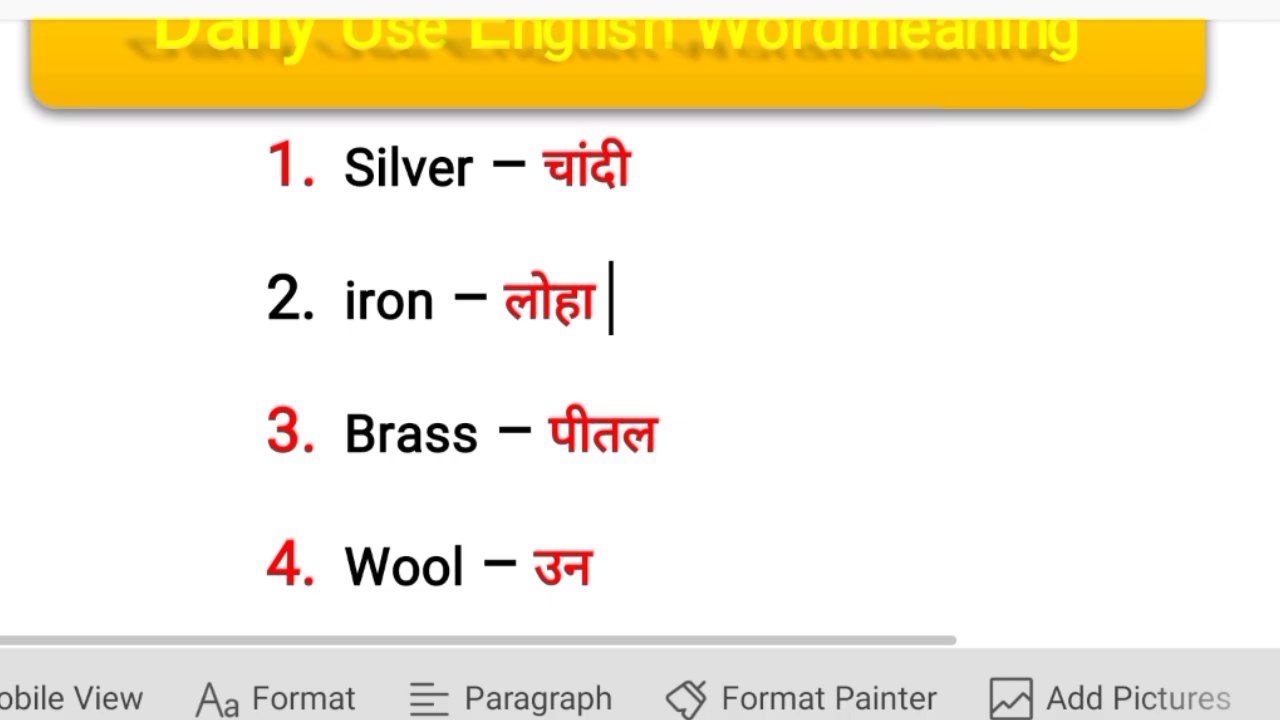 Daily Use English Wordmeaning
1. Silver – चांदी
2. iron – लोहा
3. Brass – पीतल
4. Wool – उन
obile View Format Paragraph Format Painter Add Pictures